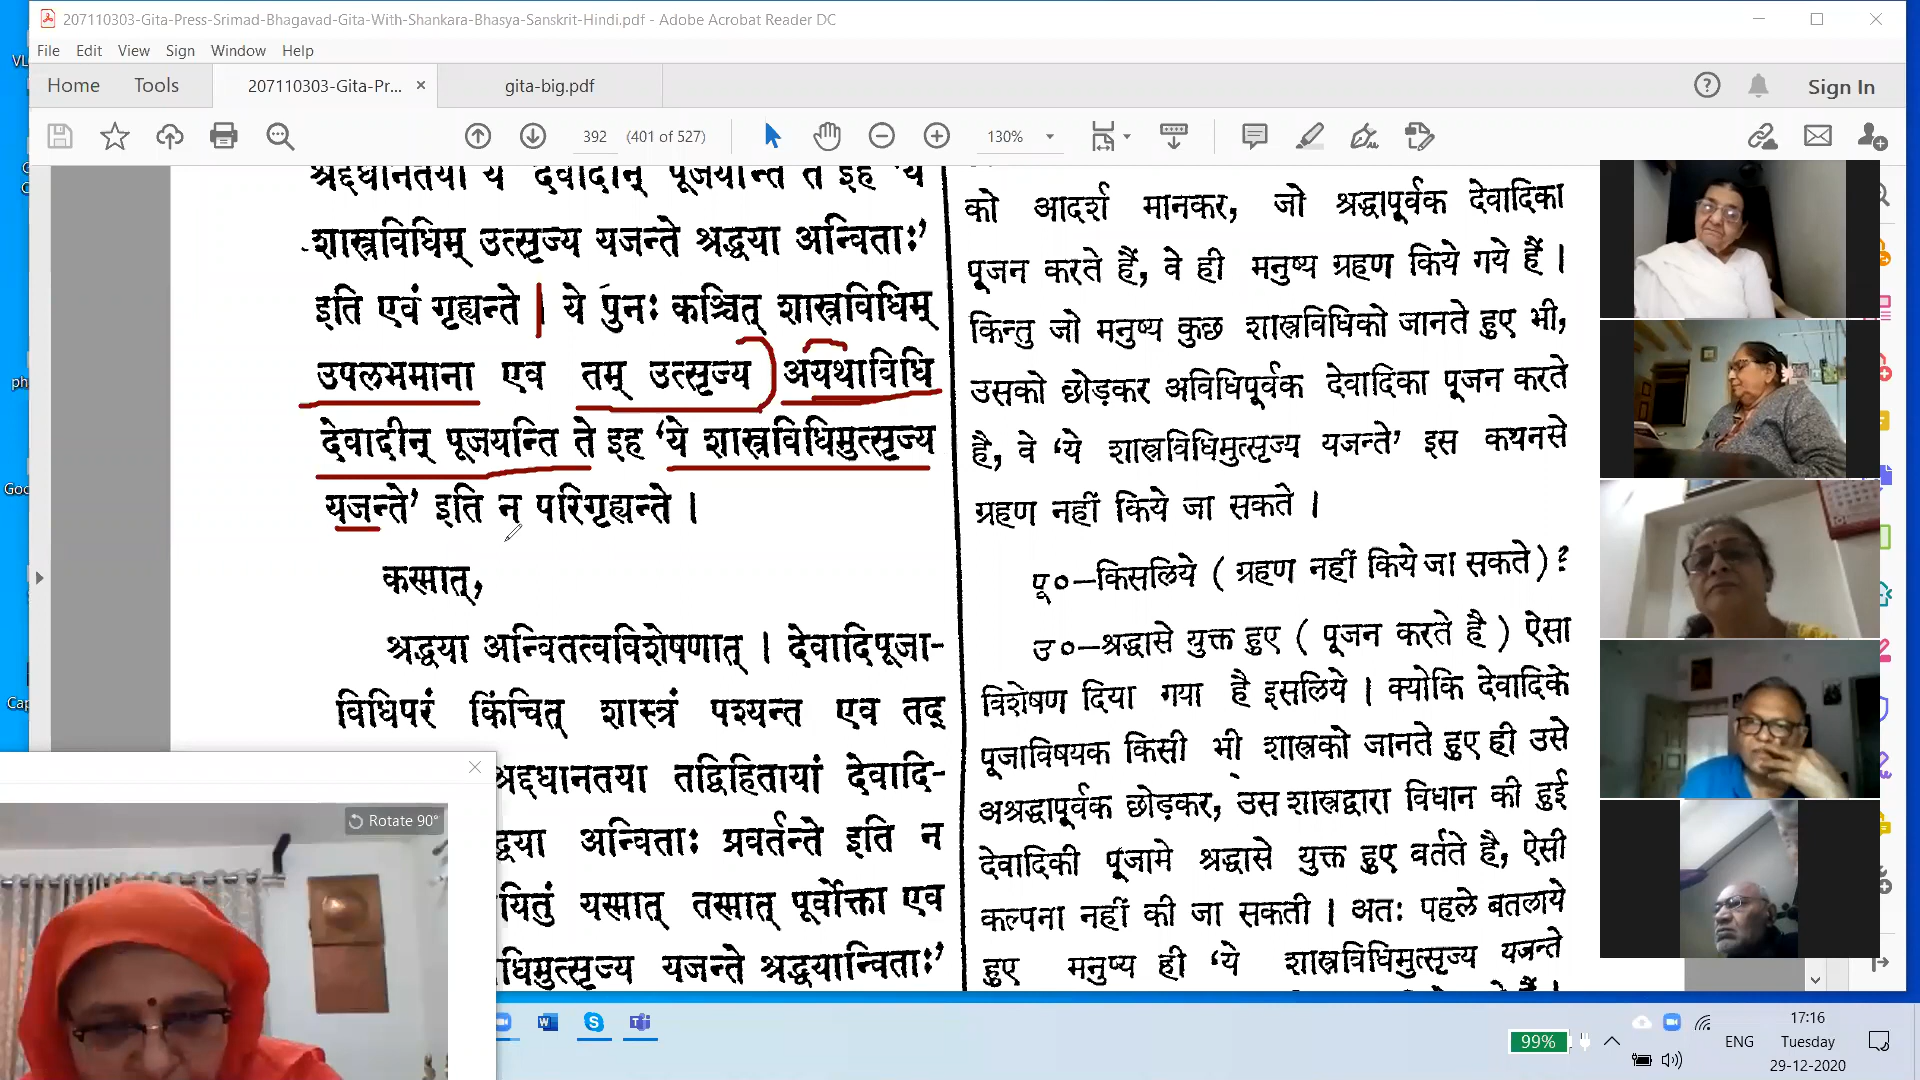 207110303-Gita-Press-Srimad-Bhagavad-Gita-With-Shankara-Bhasya-Sanskrit-Hindi.pdf - Adobe Acrobat Reader DC
File Edit View Sign Window Help
Home Tools 207110303-Gita-Pr... × gita-big.pdf Sign In
392 (401 of 527) 130%
श्रद्दधानतया ये देवादीन् पूजयन्ति ते इह 'ये
शास्त्रविधिम् उत्सृज्य यजन्ते श्रद्धया अन्विताः'
इति एवं गृह्यन्ते । ये पुनः कश्चित् शास्त्रविधिम्
उपलभमाना एव तम् उत्सृज्य अयथाविधि
देवादीन् पूजयन्ति ते इह 'ये शास्त्रविधिमुत्सृज्य
यजन्ते' इति न परिगृह्यन्ते ।
कस्मात्,
श्रद्धया अन्वितत्वविशेषणात् । देवादिपूजा-
विधिपरं किंचित् शास्त्रं पश्यन्त एव तद्
श्रद्दधानतया तद्विहितायां देवादि-
द्धया अन्विताः प्रवर्तन्ते इति न
यितुं यस्मात् तस्मात् पूर्वोक्ता एव
धिमुत्सृज्य यजन्ते श्रद्धयान्विताः'
को आदर्श मानकर, जो श्रद्धापूर्वक देवादिका
पूजन करते हैं, वे ही मनुष्य ग्रहण किये गये हैं ।
किन्तु जो मनुष्य कुछ शास्त्रविधिको जानते हुए भी,
उसको छोड़कर अविधिपूर्वक देवादिका पूजन करते
है, वे 'ये शास्त्रविधिमुत्सृज्य यजन्ते' इस कथनसे
ग्रहण नहीं किये जा सकते ।
पू०–किसलिये ( ग्रहण नहीं किये जा सकते ) ?
उ०–श्रद्धासे युक्त हुए ( पूजन करते है ) ऐसा
विशेषण दिया गया है इसलिये । क्योकि देवादिके
पूजाविषयक किसी भी शास्त्रको जानते हुए ही उसे
अश्रद्धापूर्वक छोड़कर, उस शास्त्रद्वारा विधान की हुई
देवादिकी पूजामे श्रद्धासे युक्त हुए बर्तते है, ऐसी
कल्पना नहीं की जा सकती । अतः पहले बतलाये
हुए मनुष्य ही 'ये शास्त्रविधिमुत्सृज्य यजन्ते
Rotate 90°
99% ENG
17:16
Tuesday
29-12-2020